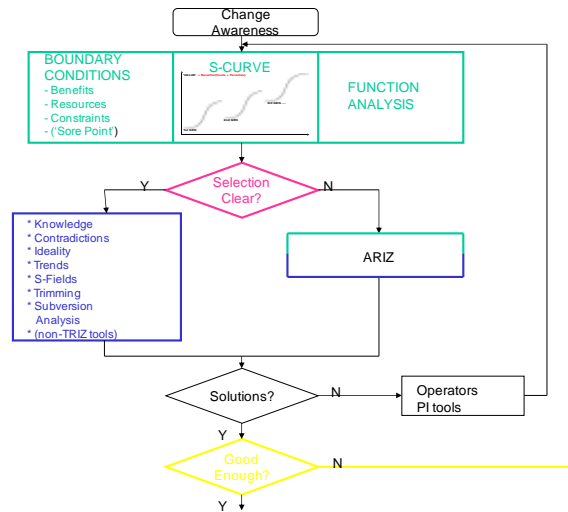 Change
Awareness
BOUNDARY
CONDITIONS
- Benefits
- Resources
- Constraints
- ('Sore Point')
S-CURVE
FUNCTION
ANALYSIS
Y
Selection
Clear?
N
* Knowledge
* Contradictions
* Ideality
* Trends
* S-Fields
* Trimming
* Subversion
Analysis
* (non-TRIZ tools)
ARIZ
Solutions?
N
Operators
PI tools
Y
Good
Enough?
N
Y